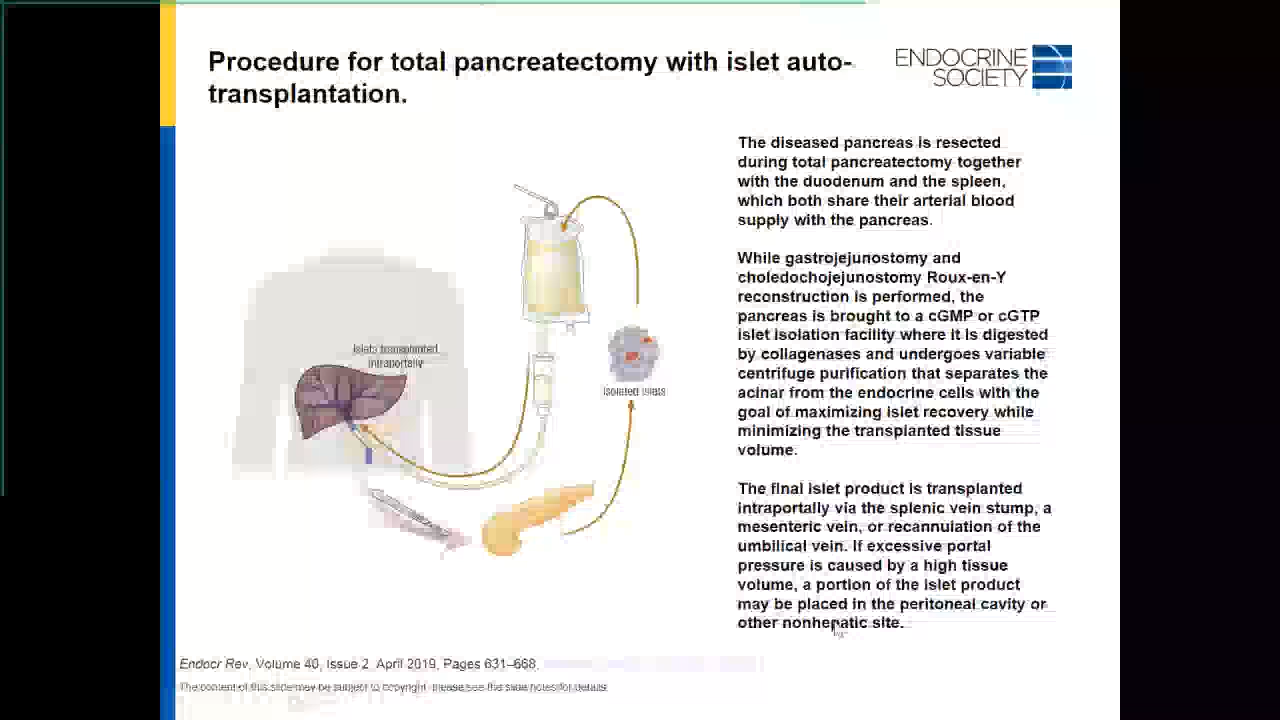 Procedure for total pancreatectomy with islet auto-
transplantation.
ENDOCRINE
SOCIETY
The diseased pancreas is resected
during total pancreatectomy together
with the duodenum and the spleen,
which both share their arterial blood
supply with the pancreas.
While gastrojejunostomy and
choledochojejunostomy Roux-en-Y
reconstruction is performed, the
pancreas is brought to a cGMP or cGTP
islet isolation facility where it is digested
by collagenases and undergoes variable
centrifuge purification that separates the
acinar from the endocrine cells with the
goal of maximizing islet recovery while
minimizing the transplanted tissue
volume.
The final islet product is transplanted
intraportally via the splenic vein stump, a
mesenteric vein, or recannulation of the
umbilical vein. If excessive portal
pressure is caused by a high tissue
volume, a portion of the islet product
may be placed in the peritoneal cavity or
other nonhepatic site.
Islets transplanted
intraportally
Isolated islets
Endocr Rev, Volume 40, Issue 2, April 2019, Pages 631–668,
The content of this slide may be subject to copyright: please see the slide notes for details.